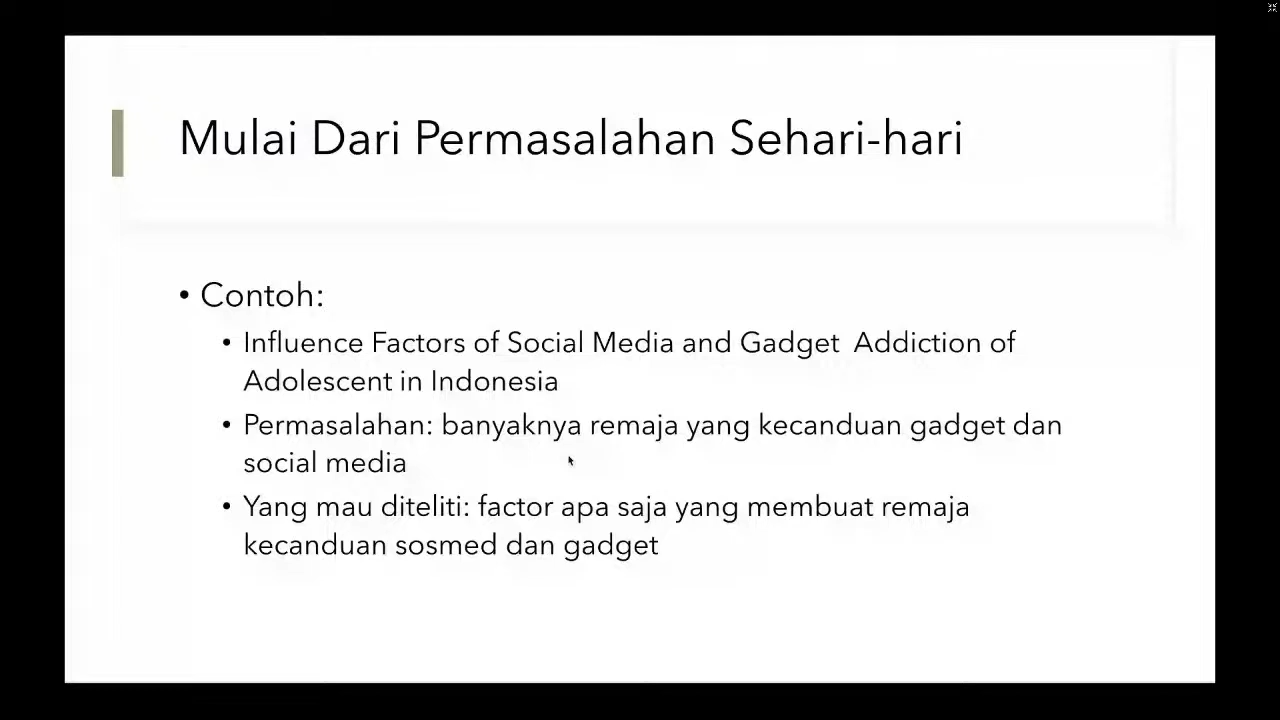 Mulai Dari Permasalahan Sehari-hari
• Contoh:
• Influence Factors of Social Media and Gadget  Addiction of
Adolescent in Indonesia
• Permasalahan: banyaknya remaja yang kecanduan gadget dan
social media
• Yang mau diteliti: factor apa saja yang membuat remaja
kecanduan sosmed dan gadget